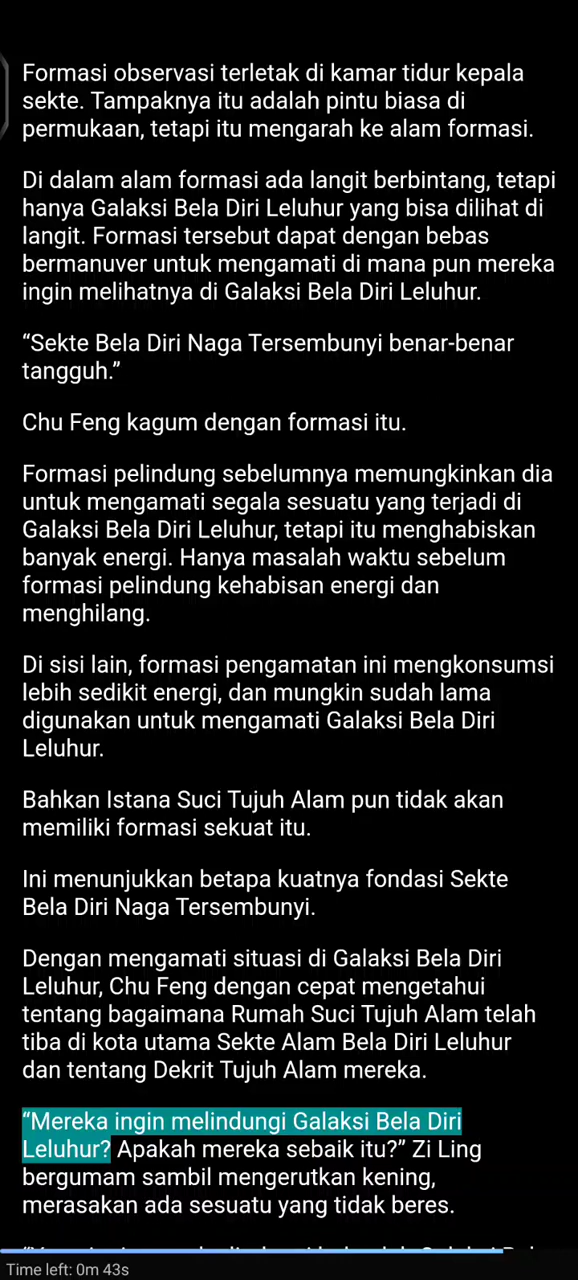 Formasi observasi terletak di kamar tidur kepala
sekte. Tampaknya itu adalah pintu biasa di
permukaan, tetapi itu mengarah ke alam formasi.
Di dalam alam formasi ada langit berbintang, tetapi
hanya Galaksi Bela Diri Leluhur yang bisa dilihat di
langit. Formasi tersebut dapat dengan bebas
bermanuver untuk mengamati di mana pun mereka
ingin melihatnya di Galaksi Bela Diri Leluhur.
“Sekte Bela Diri Naga Tersembunyi benar-benar
tangguh.”
Chu Feng kagum dengan formasi itu.
Formasi pelindung sebelumnya memungkinkan dia
untuk mengamati segala sesuatu yang terjadi di
Galaksi Bela Diri Leluhur, tetapi itu menghabiskan
banyak energi. Hanya masalah waktu sebelum
formasi pelindung kehabisan energi dan
menghilang.
Di sisi lain, formasi pengamatan ini mengkonsumsi
lebih sedikit energi, dan mungkin sudah lama
digunakan untuk mengamati Galaksi Bela Diri
Leluhur.
Bahkan Istana Suci Tujuh Alam pun tidak akan
memiliki formasi sekuat itu.
Ini menunjukkan betapa kuatnya fondasi Sekte
Bela Diri Naga Tersembunyi.
Dengan mengamati situasi di Galaksi Bela Diri
Leluhur, Chu Feng dengan cepat mengetahui
tentang bagaimana Rumah Suci Tujuh Alam telah
tiba di kota utama Sekte Alam Bela Diri Leluhur
dan tentang Dekrit Tujuh Alam mereka.
“Mereka ingin melindungi Galaksi Bela Diri
Leluhur? Apakah mereka sebaik itu?” Zi Ling
bergumam sambil mengerutkan kening,
merasakan ada sesuatu yang tidak beres.
Time left: 0m 43s